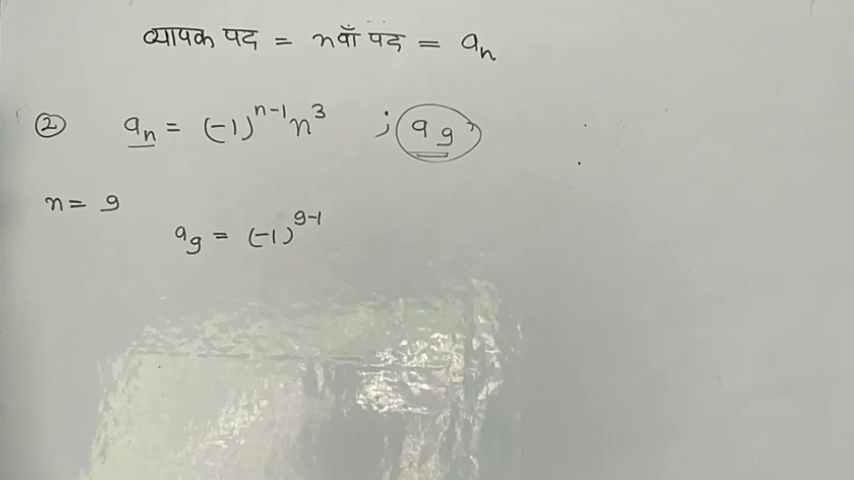 व्यापक पद = nवाँ पद = aₙ
② aₙ = (-1)ⁿ⁻¹ n³ ; a₉
n = 9
a₉ = (-1)⁹⁻¹